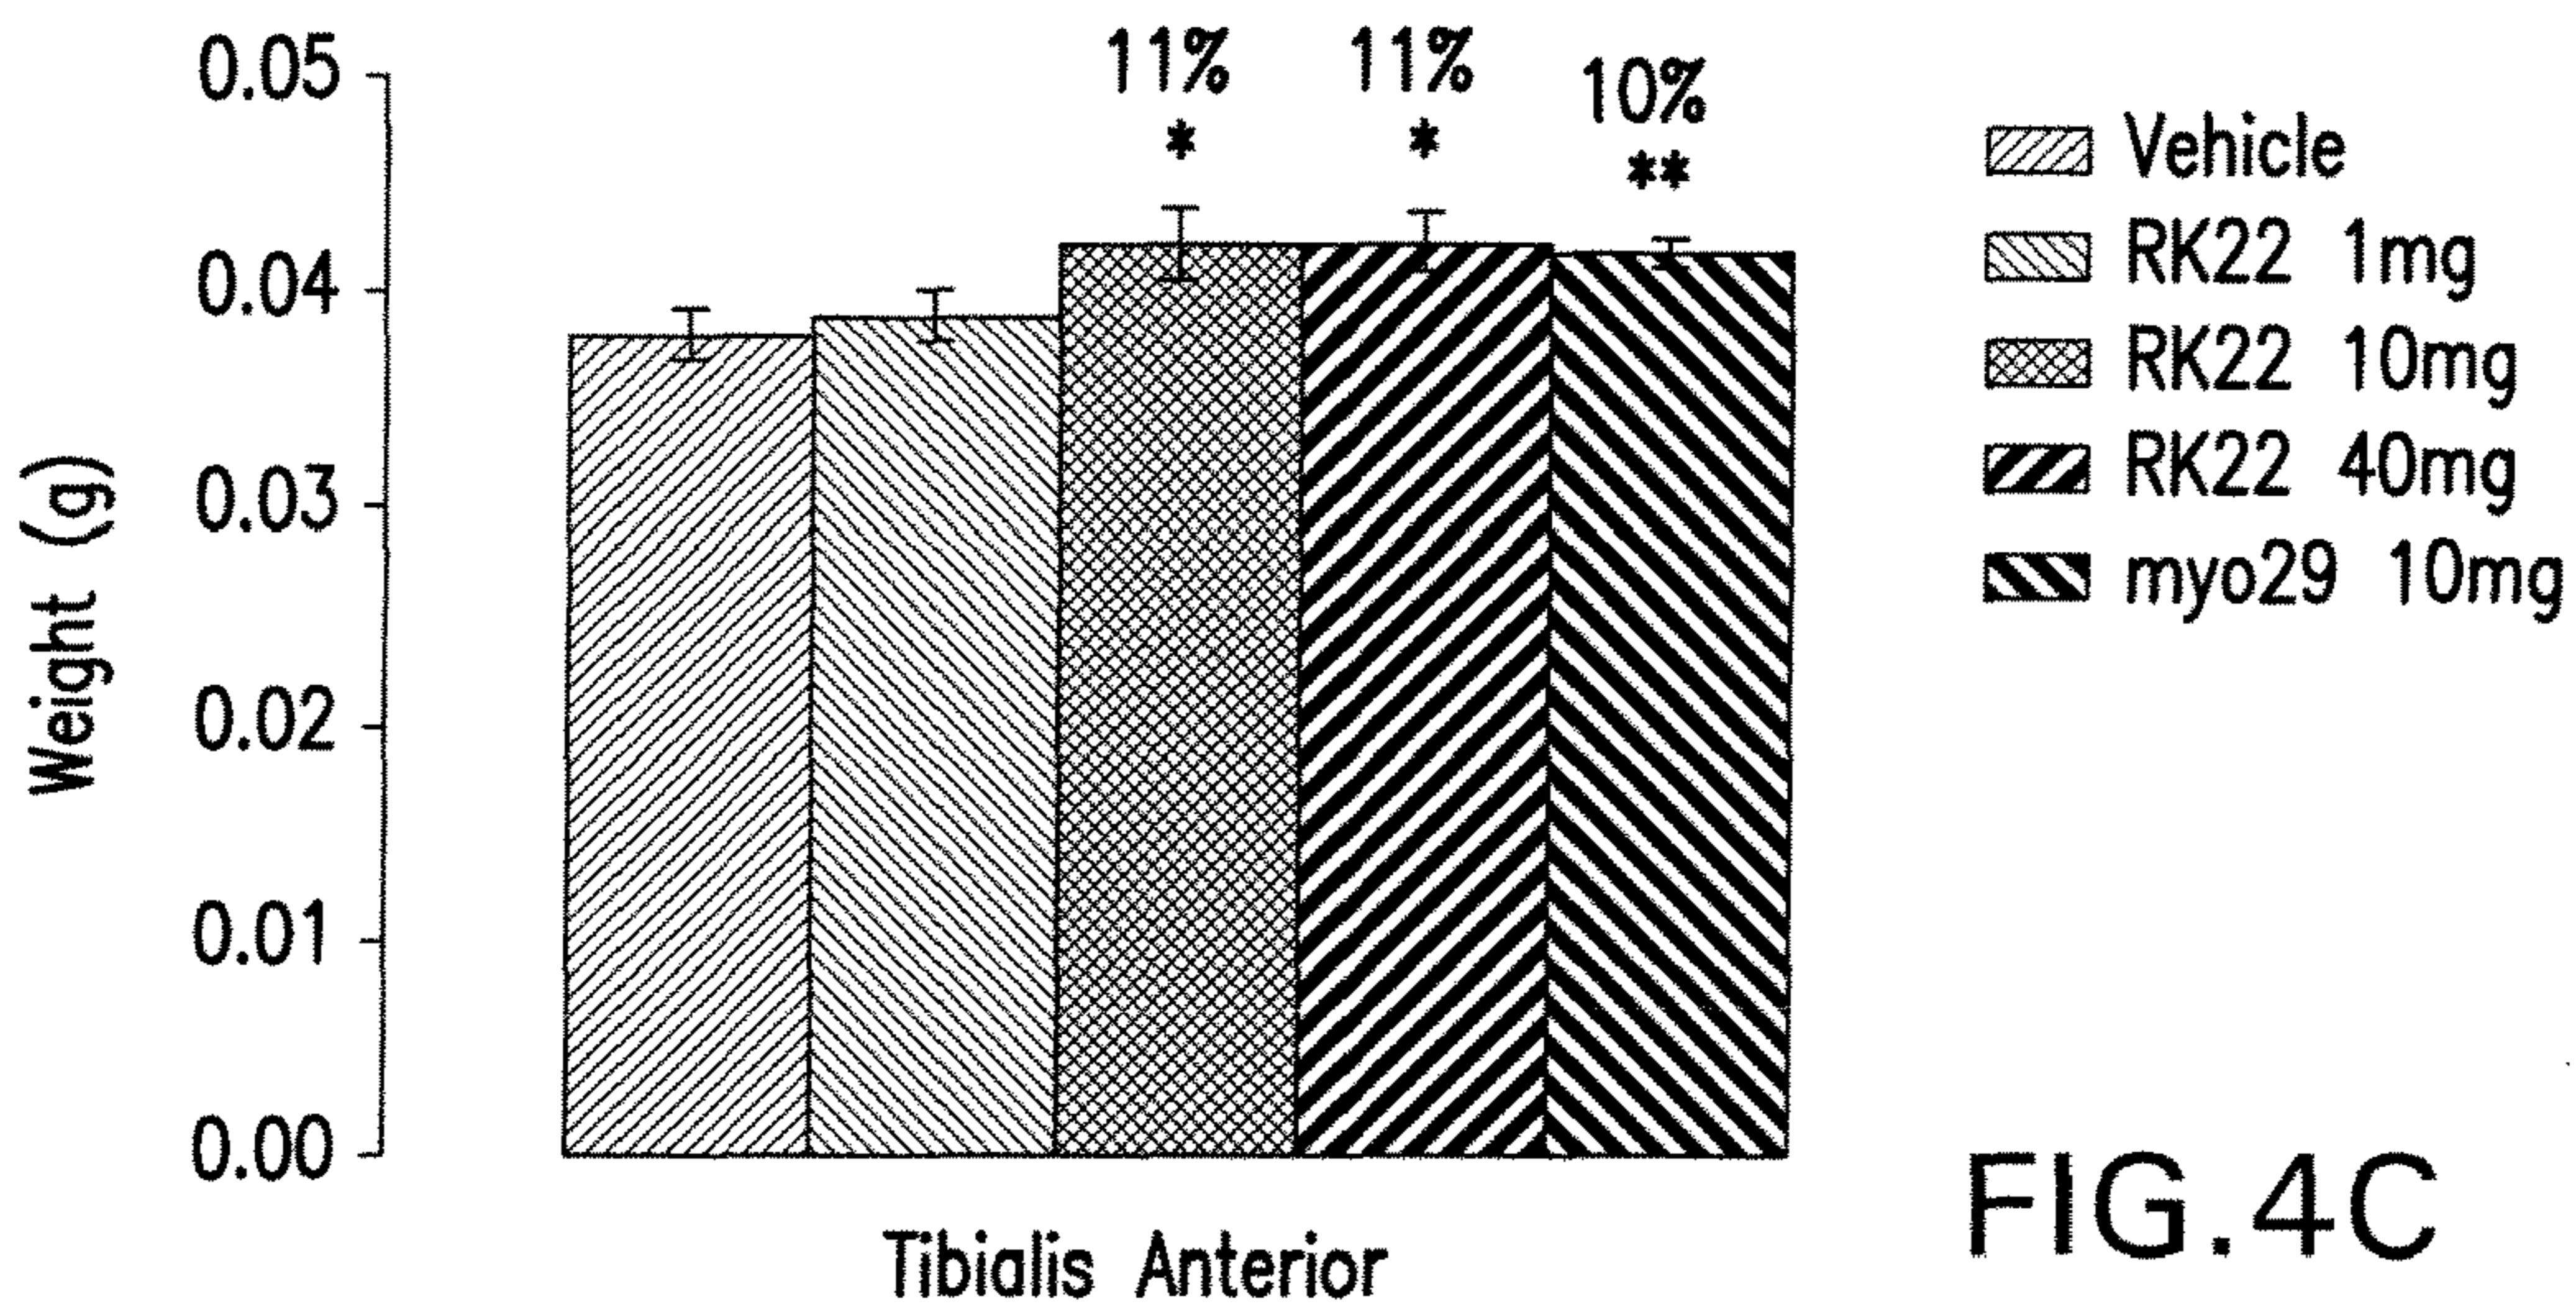 0.05
0.04
0.03
0.02
0.01
0.00
Weight (g)
11%
*
11%
*
10%
**
Tibialis Anterior
Vehicle
RK22 1mg
RK22 10mg
RK22 40mg
myo29 10mg
FIG.4C